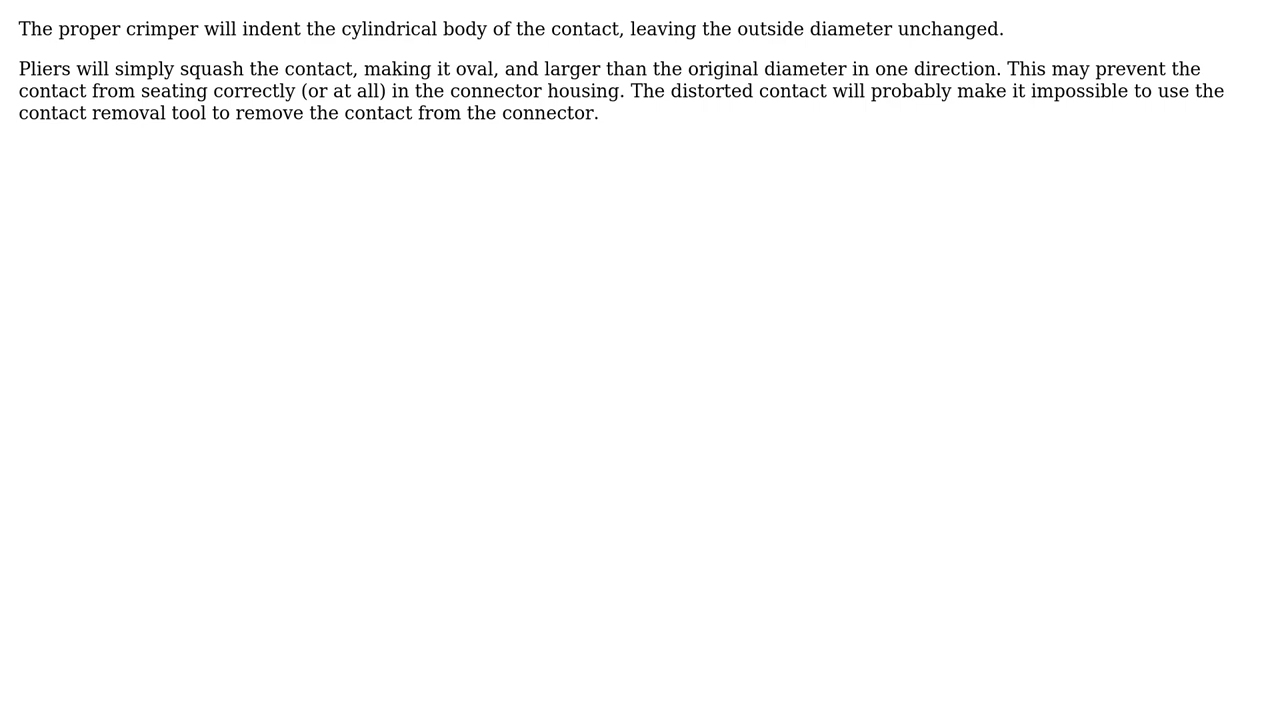 The proper crimper will indent the cylindrical body of the contact, leaving the outside diameter unchanged.
Pliers will simply squash the contact, making it oval, and larger than the original diameter in one direction. This may prevent the
contact from seating correctly (or at all) in the connector housing. The distorted contact will probably make it impossible to use the
contact removal tool to remove the contact from the connector.